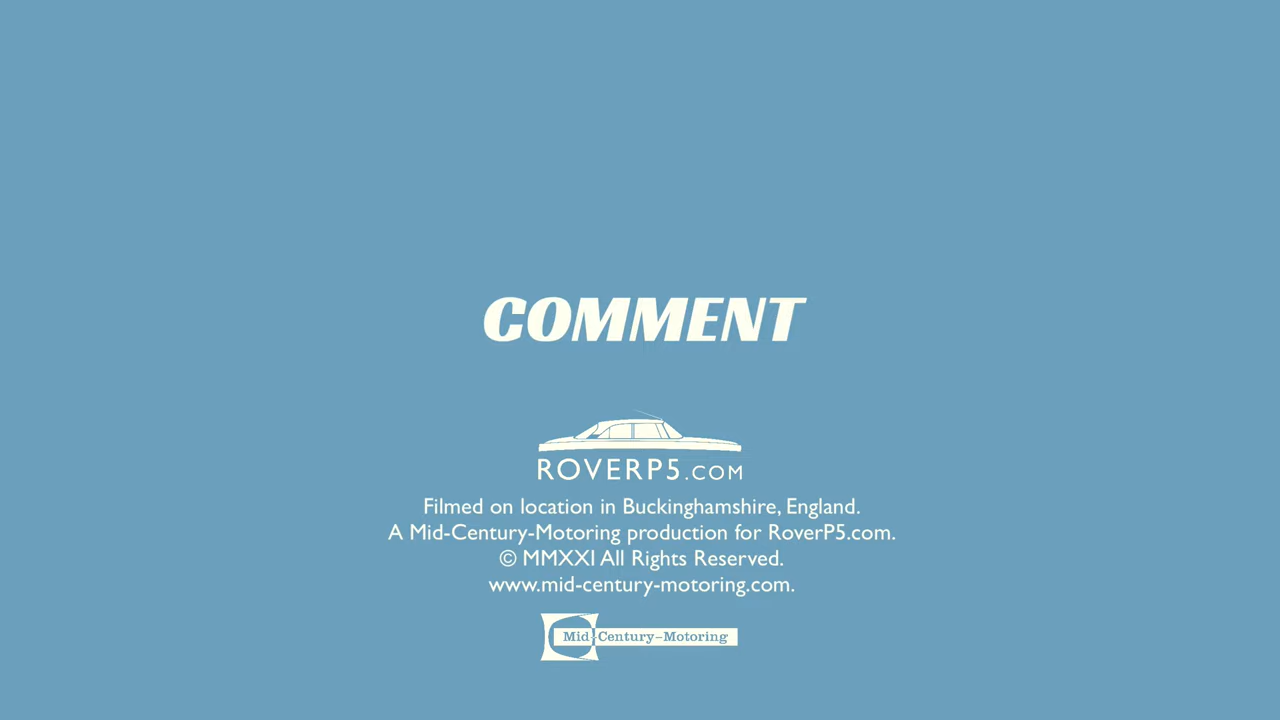 COMMENT
ROVERP5.COM
Filmed on location in Buckinghamshire, England.
A Mid-Century-Motoring production for RoverP5.com.
© MMXXI All Rights Reserved.
www.mid-century-motoring.com.
Mid-Century-Motoring